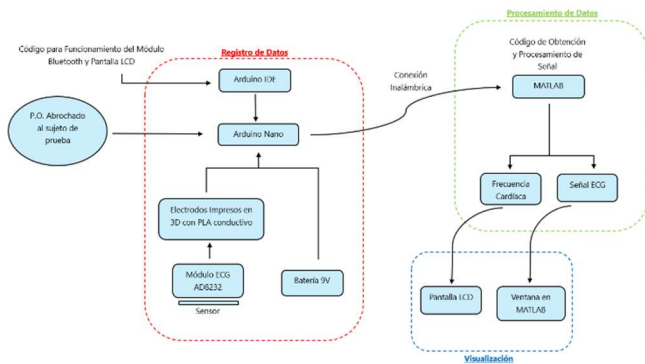 Procesamiento de Datos
Código para Funcionamiento del Módulo
Bluetooth y Pantalla LCD
Registro de Datos
Código de Obtención
y Procesamiento de
Señal
Arduino IDE
Conexión
Inalámbrica
MATLAB
P.O. Abrochado
al sujeto de
prueba
Arduino Nano
Frecuencia
Cardíaca
Señal ECG
Electrodos Impresos en
3D con PLA conductivo
Módulo ECG
AD8232
Batería 9V
Sensor
Pantalla LCD
Ventana en
MATLAB
Visualización